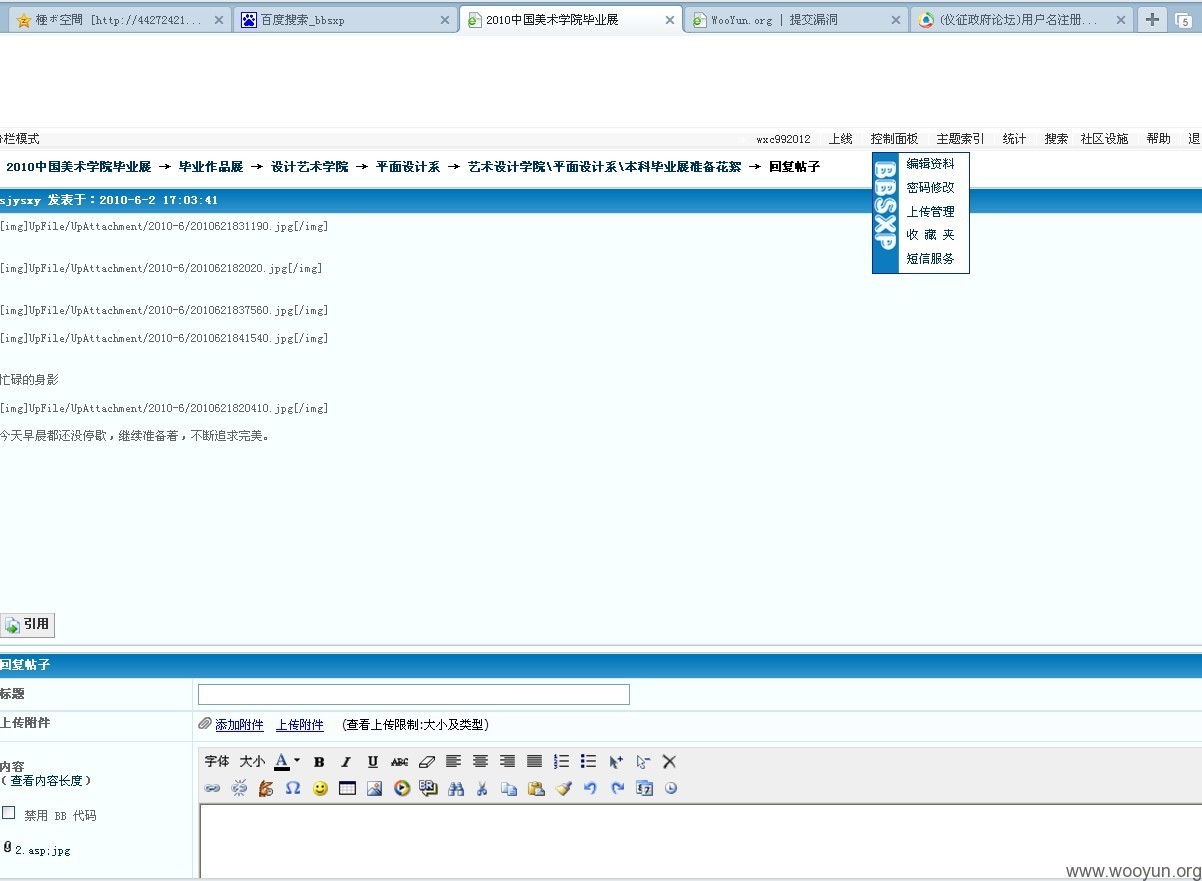 種ボ空間 [http://44272421...
百度搜索_bbsxp
2010中国美术学院毕业展
WooYun.org | 提交漏洞
(仪征政府论坛)用户名注册...
5
栏模式
wxc992012 上线 控制面板 主题索引 统计 搜索 社区设施 帮助 退
2010中国美术学院毕业展 → 毕业作品展 → 设计艺术学院 → 平面设计系 → 艺术设计学院\平面设计系\本科毕业展准备花絮 → 回复帖子
BBSXP
编辑资料
密码修改
上传管理
收 藏 夹
短信服务
sjysxy 发表于：2010-6-2 17:03:41
[img]UpFile/UpAttachment/2010-6/2010621831190.jpg[/img]
[img]UpFile/UpAttachment/2010-6/201062182020.jpg[/img]
[img]UpFile/UpAttachment/2010-6/2010621837560.jpg[/img]
[img]UpFile/UpAttachment/2010-6/2010621841540.jpg[/img]
忙碌的身影
[img]UpFile/UpAttachment/2010-6/2010621820410.jpg[/img]
今天早晨都还没停歇，继续准备著，不断追求完美。
引用
回复帖子
标题
上传附件
添加附件 上传附件 (查看上传限制:大小及类型)
内容
（查看内容长度）
字体 大小 A B I U ABC
禁用 BB 代码
2.asp;jpg
www.wooyun.org